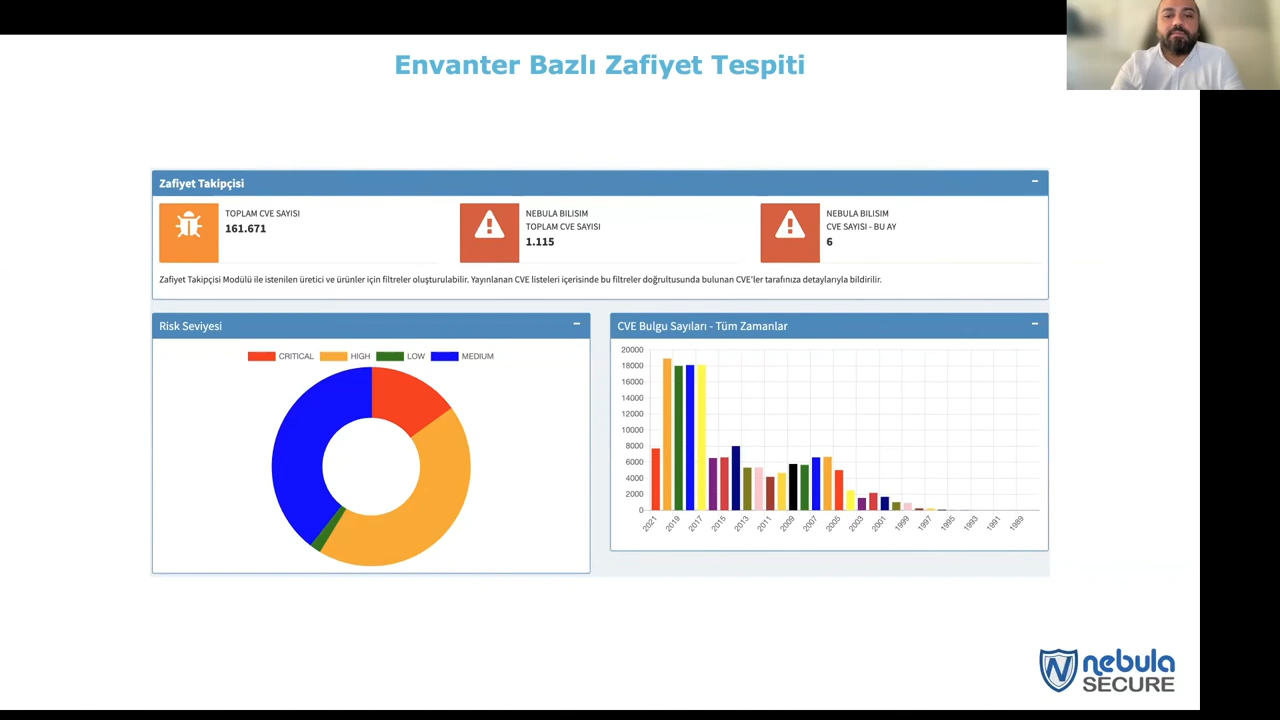 Envanter Bazlı Zafiyet Tespiti
Zafiyet Takipçisi
TOPLAM CVE SAYISI
161.671
NEBULA BILISIM
TOPLAM CVE SAYISI
1.115
NEBULA BILISIM
CVE SAYISI - BU AY
6
Zafiyet Takipçisi Modülü ile istenilen üretici ve ürünler için filtreler oluşturulabilir. Yayınlanan CVE listeleri içerisinde bu filtreler doğrultusunda bulunan CVE'ler tarafınıza detaylarıyla bildirilir.
Risk Seviyesi
CRITICAL HIGH LOW MEDIUM
CVE Bulgu Sayıları - Tüm Zamanlar
20000
18000
16000
14000
12000
10000
8000
6000
4000
2000
0
2021 2019 2017 2015 2013 2011 2009 2007 2005 2003 2001 1999 1997 1995 1993 1991 1989
N nebula
SECURE